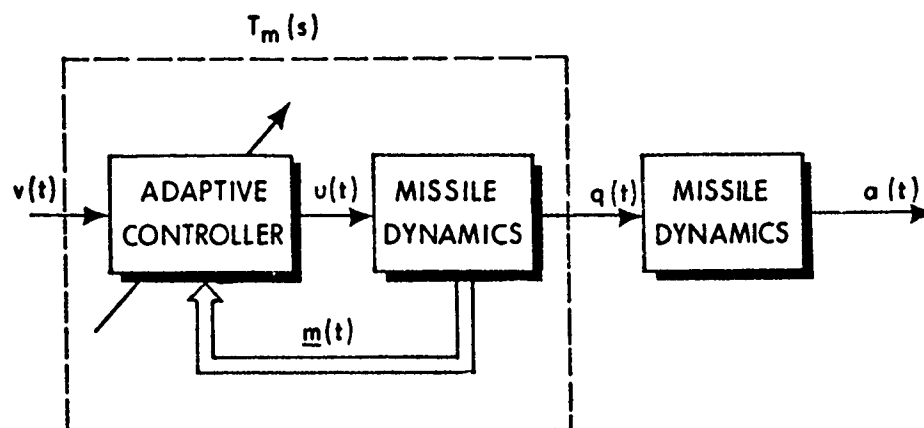 T_m(s)
v(t)
ADAPTIVE
CONTROLLER
u(t)
MISSILE
DYNAMICS
q(t)
MISSILE
DYNAMICS
a(t)
m(t)